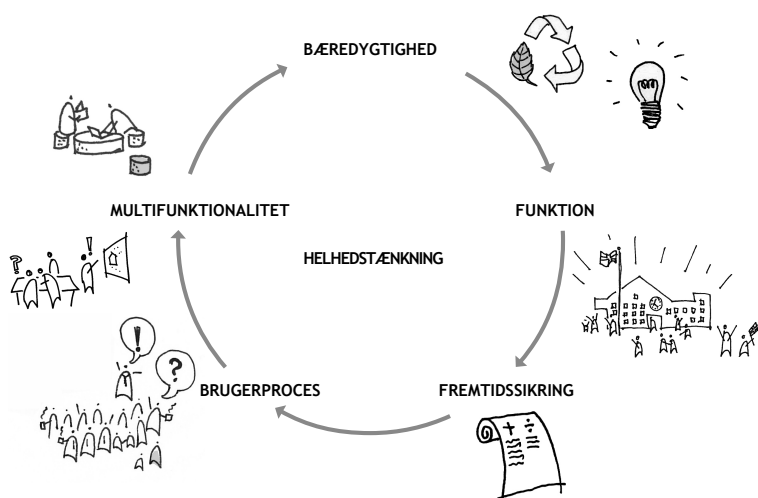 BÆREDYGTIGHED
MULTIFUNKTIONALITET
FUNKTION
HELHEDSTÆNKNING
BRUGERPROCES
FREMTIDSSIKRING
?
!
!
?
+ ÷